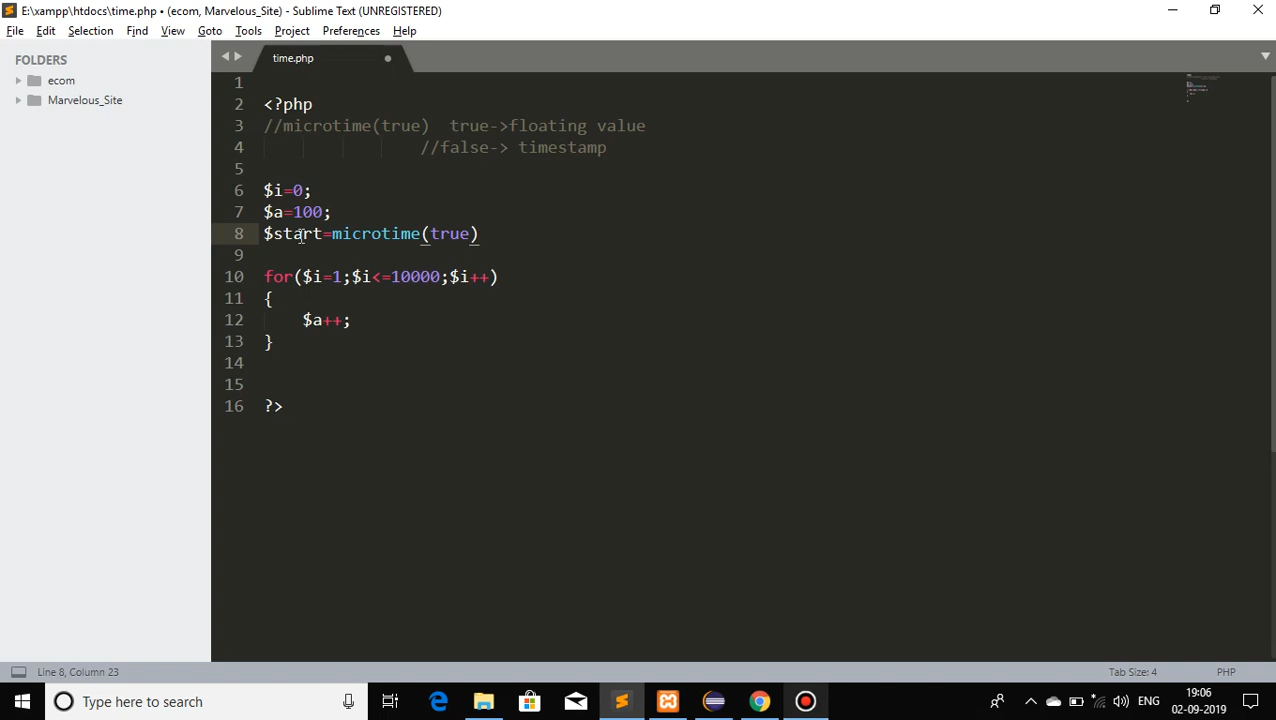 E:\xampp\htdocs\time.php • (ecom, Marvelous_Site) - Sublime Text (UNREGISTERED)
File Edit Selection Find View Goto Tools Project Preferences Help
FOLDERS
ecom
Marvelous_Site
time.php
1
2 <?php
3 //microtime(true)  true->floating value
4 //false-> timestamp
5
6 $i=0;
7 $a=100;
8 $start=microtime(true)
9
10 for($i=1;$i<=10000;$i++)
11 {
12 $a++;
13 }
14
15
16 ?>
Line 8, Column 23
Tab Size: 4
PHP
Type here to search
ENG
19:06
02-09-2019